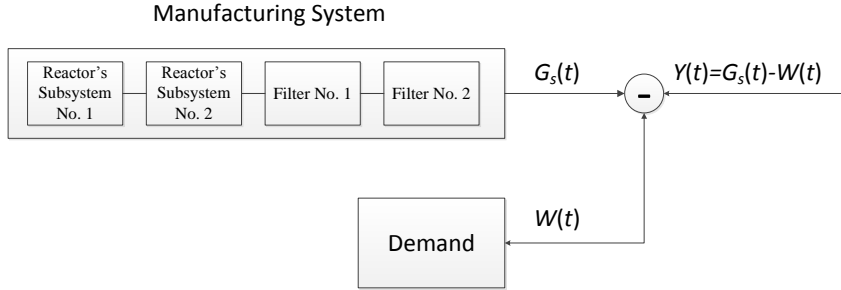 Manufacturing System
Reactor's
Subsystem
No. 1
Reactor's
Subsystem
No. 2
Filter No. 1
Filter No. 2
Gs(t)
-
Y(t)=Gs(t)-W(t)
W(t)
Demand